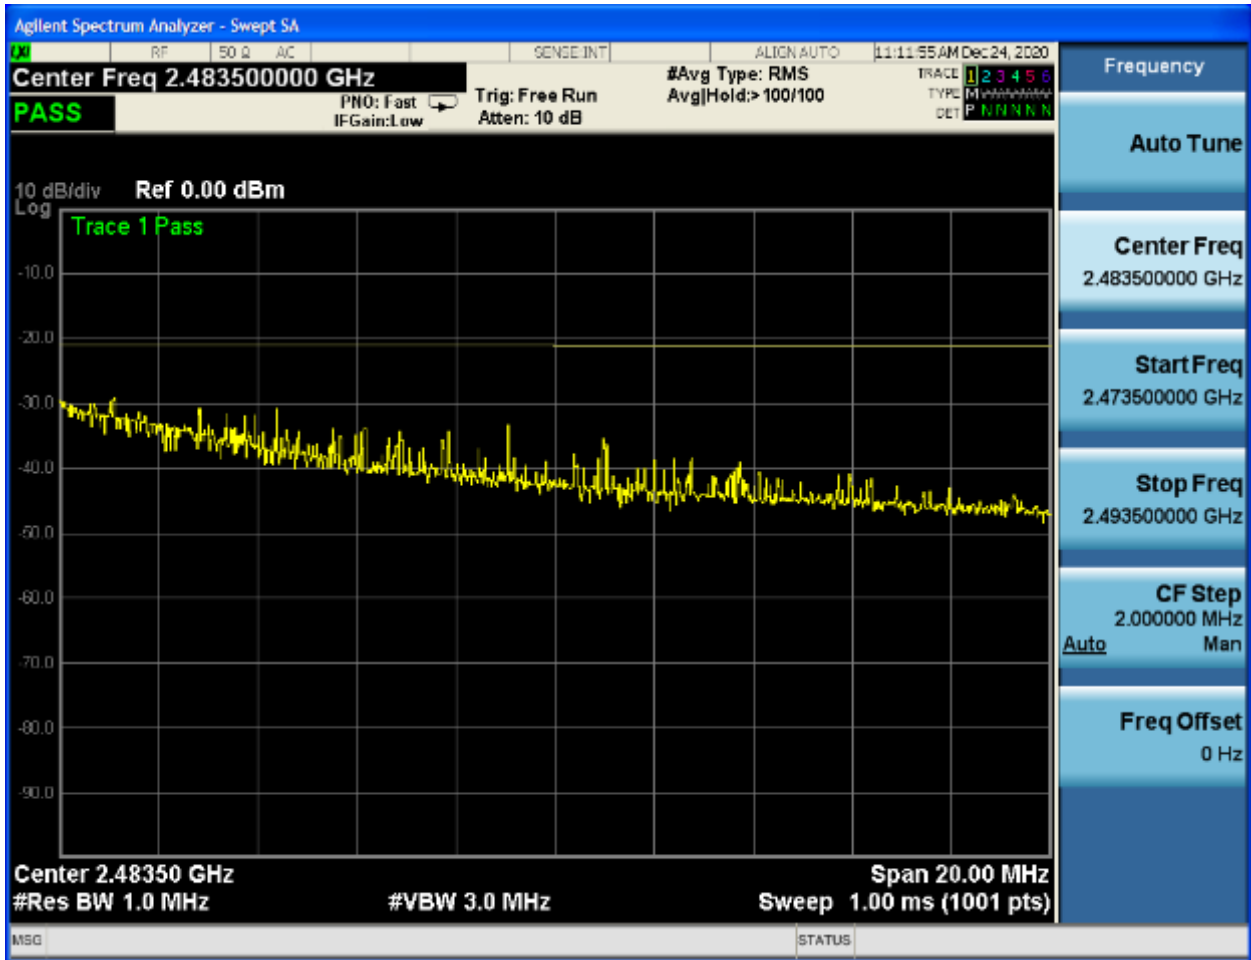 Agilent Spectrum Analyzer - Swept SA
LXI RF 50 Ω AC SENSE:INT ALIGN AUTO 11:11:55 AM Dec 24, 2020
Center Freq 2.483500000 GHz
#Avg Type: RMS
TRACE 1 2 3 4 5 6
PASS
PNO: Fast
Trig: Free Run
Avg|Hold:>100/100
TYPE M
IFGain:Low
Atten: 10 dB
DET P N N N N N
10 dB/div Ref 0.00 dBm
Log
Trace 1 Pass
-10.0
-20.0
-30.0
-40.0
-50.0
-60.0
-70.0
-80.0
-90.0
Center 2.48350 GHz Span 20.00 MHz
#Res BW 1.0 MHz #VBW 3.0 MHz Sweep 1.00 ms (1001 pts)
MSG STATUS
Frequency
Auto Tune
Center Freq
2.483500000 GHz
Start Freq
2.473500000 GHz
Stop Freq
2.493500000 GHz
CF Step
2.000000 MHz
Auto Man
Freq Offset
0 Hz